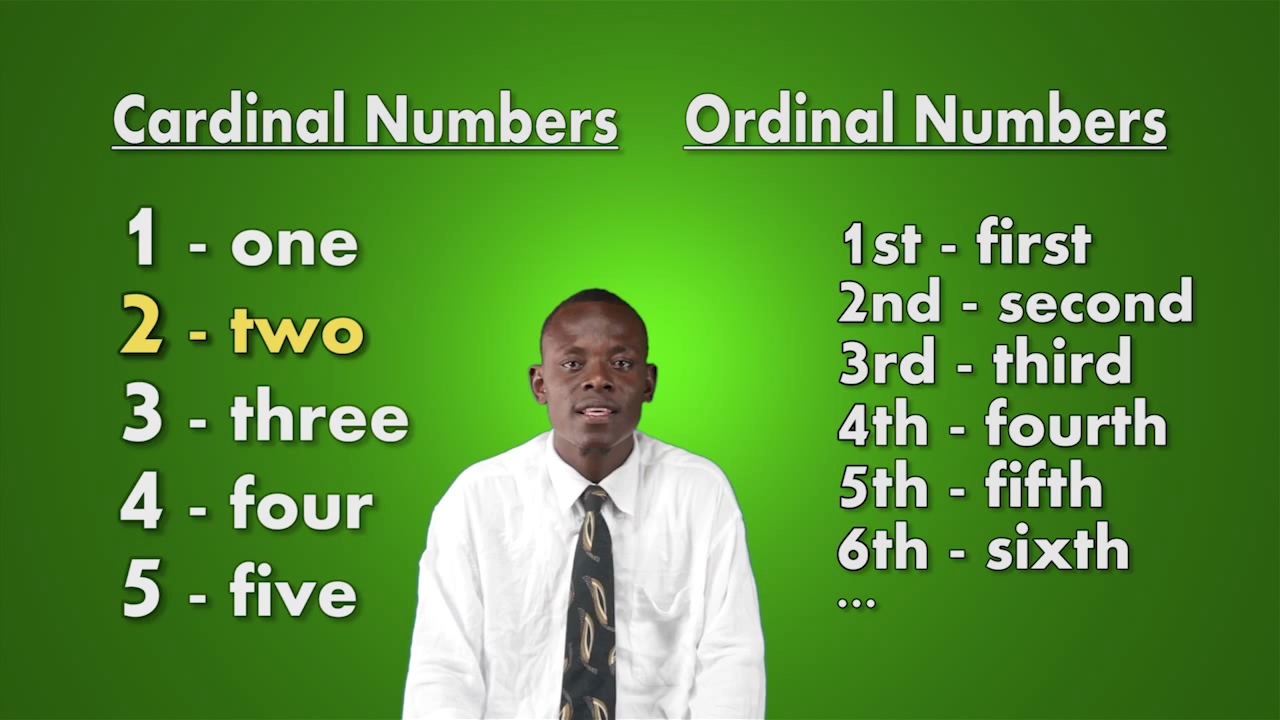 Cardinal Numbers
1 - one
2 - two
3 - three
4 - four
5 - five
Ordinal Numbers
1st - first
2nd - second
3rd - third
4th - fourth
5th - fifth
6th - sixth
...